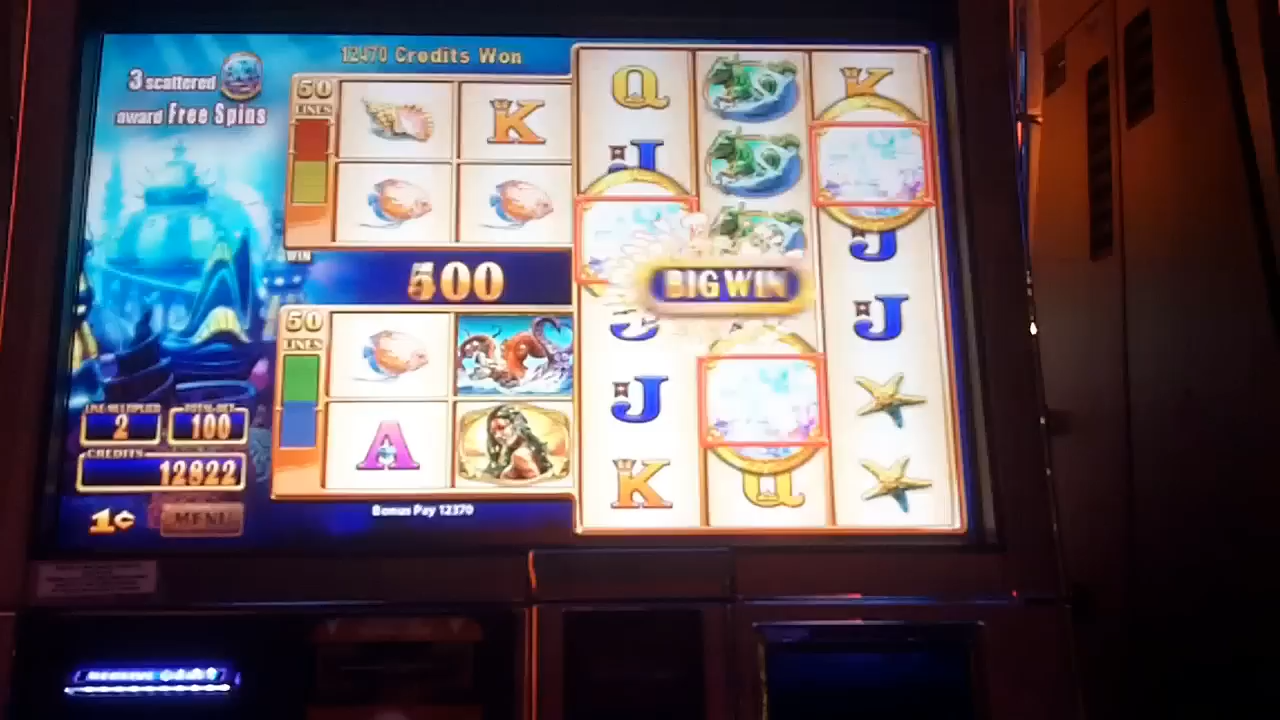 12470 Credits Won
3 scattered
award Free Spins
50
LINES
K
Q
J
K
J
WIN
500
BIG WIN
50
LINES
A
J
J
K
J
Q
LINE MULTIPLIER
2
TOTAL BET
100
CREDITS
12822
1¢
MENU
Bonus Pay 12370